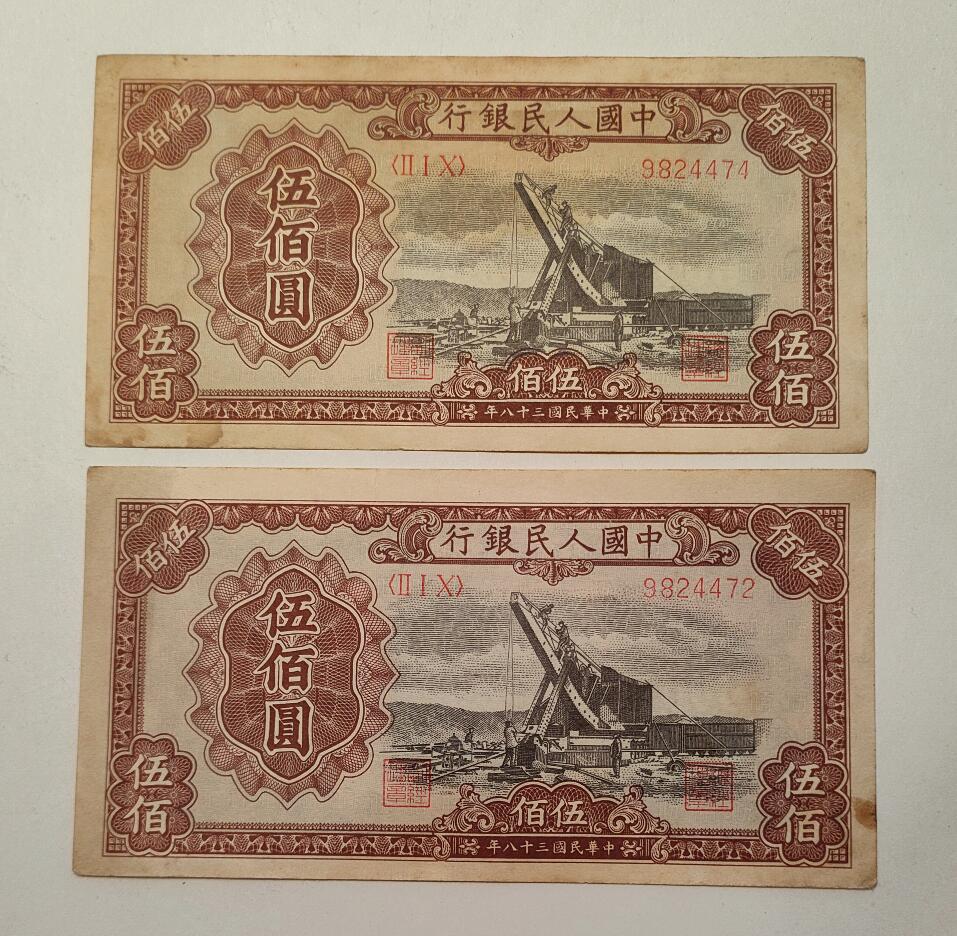 中國人民銀行
伍佰
伍佰
〈II I X〉
9824474
伍佰圓
伍佰
伍佰
伍佰
中華民國三十八年
中國人民銀行
伍佰
伍佰
〈II I X〉
9824472
伍佰圓
伍佰
伍佰
伍佰
中華民國三十八年